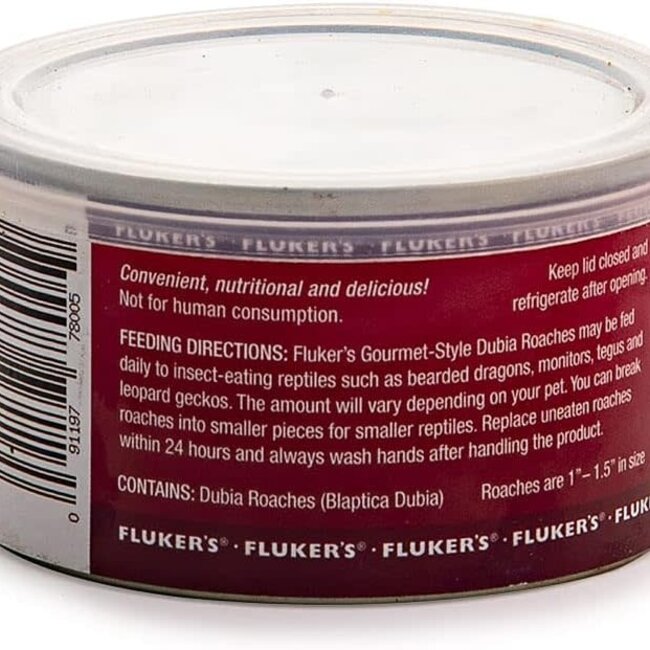 FLUKER'S · FLUKER'S · FLUKER'S · FLUKER'S
Convenient, nutritional and delicious!
Not for human consumption.
Keep lid closed and
refrigerate after opening.
FEEDING DIRECTIONS: Fluker's Gourmet-Style Dubia Roaches may be fed
daily to insect-eating reptiles such as bearded dragons, monitors, tegus and
leopard geckos. The amount will vary depending on your pet. You can break
roaches into smaller pieces for smaller reptiles. Replace uneaten roaches
within 24 hours and always wash hands after handling the product.
CONTAINS: Dubia Roaches (Blaptica Dubia)
Roaches are 1"– 1.5" in size
FLUKER'S® · FLUKER'S® · FLUKER'S® · FLUKER'S® · FLUK
0 91197 78005